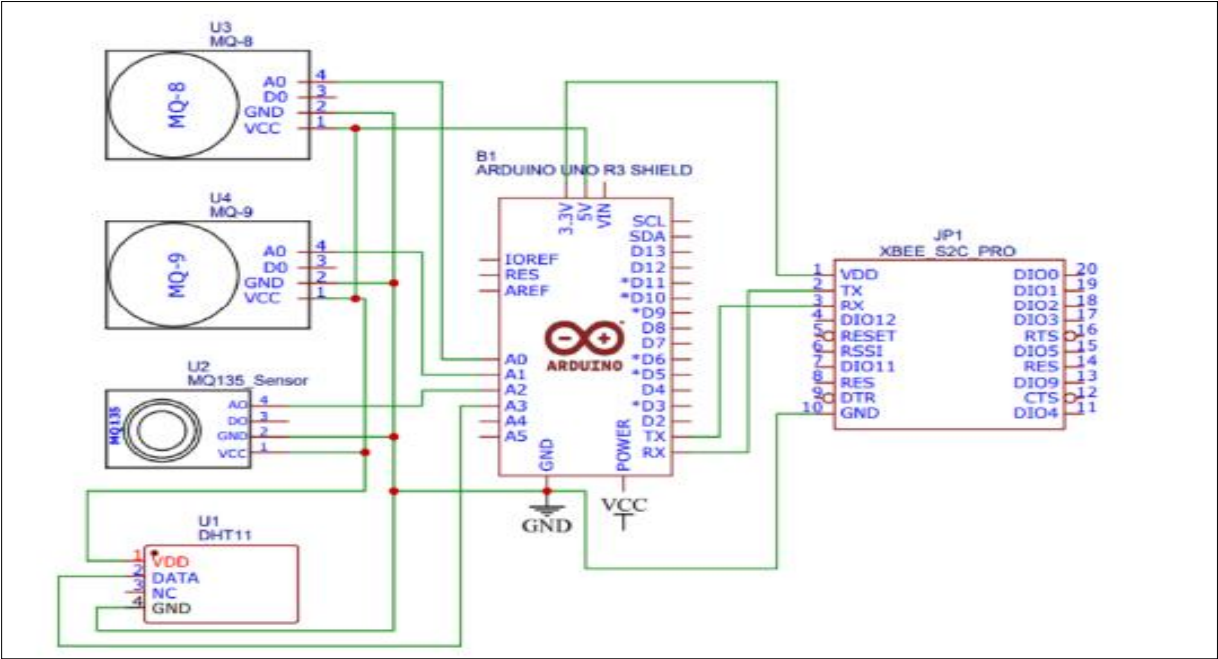 U3
MQ-8
MQ-8
A0 4
D0 3
GND 2
VCC 1
U4
MQ-9
MQ-9
A0 4
D0 3
GND 2
VCC 1
U2
MQ135_Sensor
MQ135
AO 4
DO 3
GND 2
VCC 1
U1
DHT11
1 VDD
2 DATA
3 NC
4 GND
B1
ARDUINO UNO R3 SHIELD
3.3V
5V
VIN
IOREF
RES
AREF
A0
A1
A2
A3
A4
A5
SCL
SDA
D13
D12
*D11
*D10
*D9
D8
D7
*D6
*D5
D4
*D3
D2
TX
RX
ARDUINO
GND
POWER
GND
VCC
JP1
XBEE_S2C_PRO
1 VDD DIO0 20
2 TX DIO1 19
3 RX DIO2 18
4 DIO12 DIO3 17
5 RESET RTS 16
6 RSSI DIO5 15
7 DIO11 RES 14
8 RES DIO9 13
9 DTR CTS 12
10 GND DIO4 11